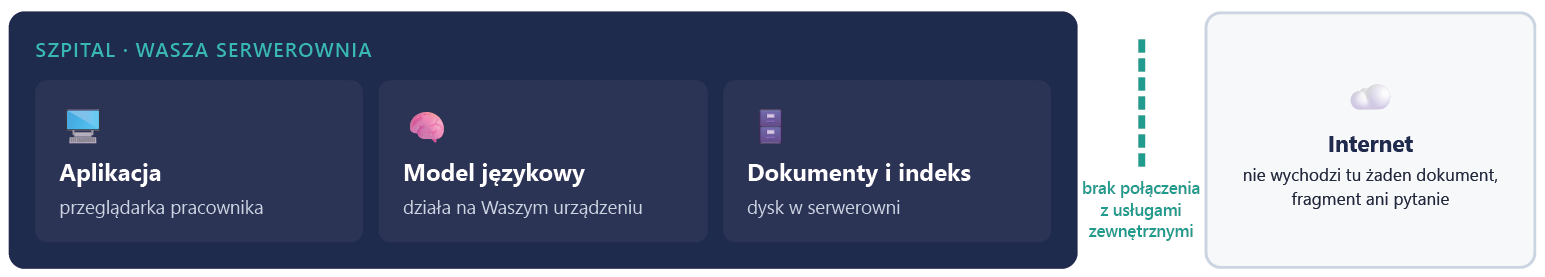 SZPITAL · WASZA SERWEROWNIA
Aplikacja
przeglądarka pracownika
Model językowy
działa na Waszym urządzeniu
Dokumenty i indeks
dysk w serwerowni
brak połączenia
z usługami
zewnętrznymi
Internet
nie wychodzi tu żaden dokument,
fragment ani pytanie